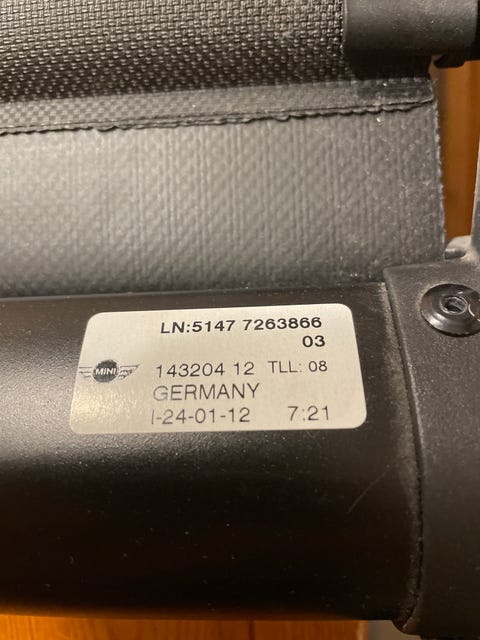 LN:5147 7263866
03
MINI
143204 12 TLL: 08
GERMANY
I-24-01-12 7:21